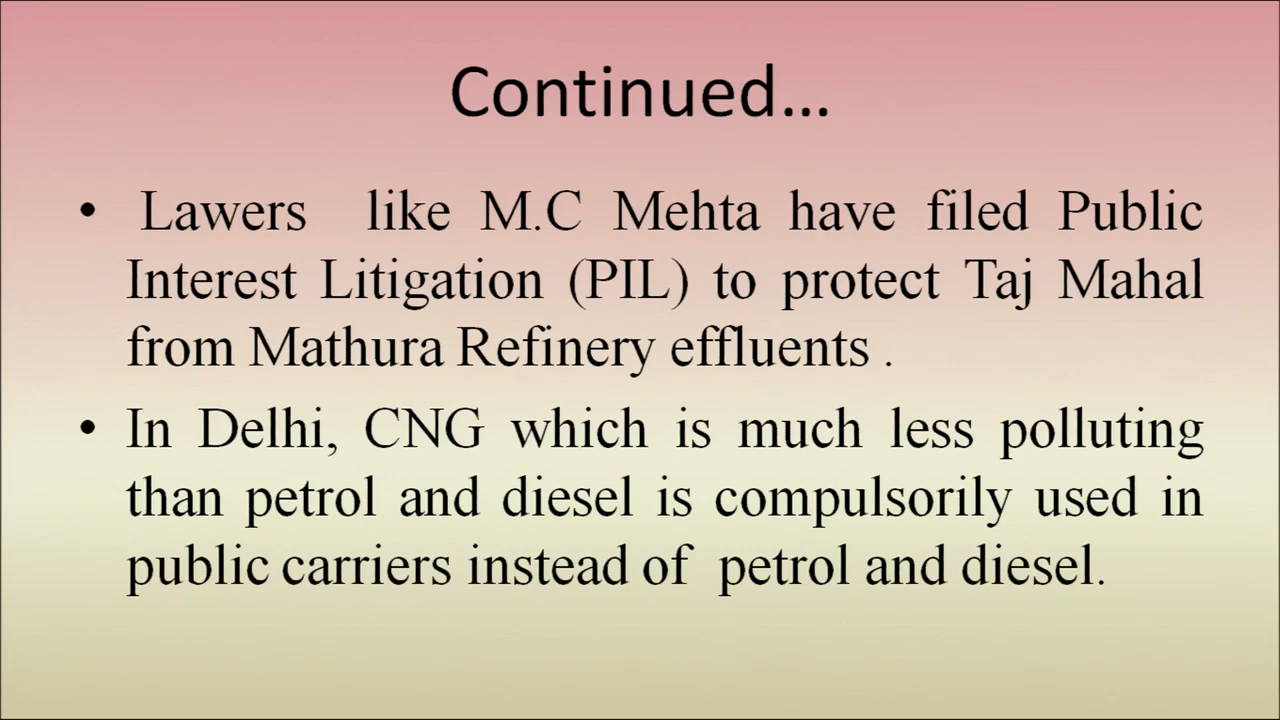 Continued...
• Lawers like M.C Mehta have filed Public
Interest Litigation (PIL) to protect Taj Mahal
from Mathura Refinery effluents .
• In Delhi, CNG which is much less polluting
than petrol and diesel is compulsorily used in
public carriers instead of petrol and diesel.